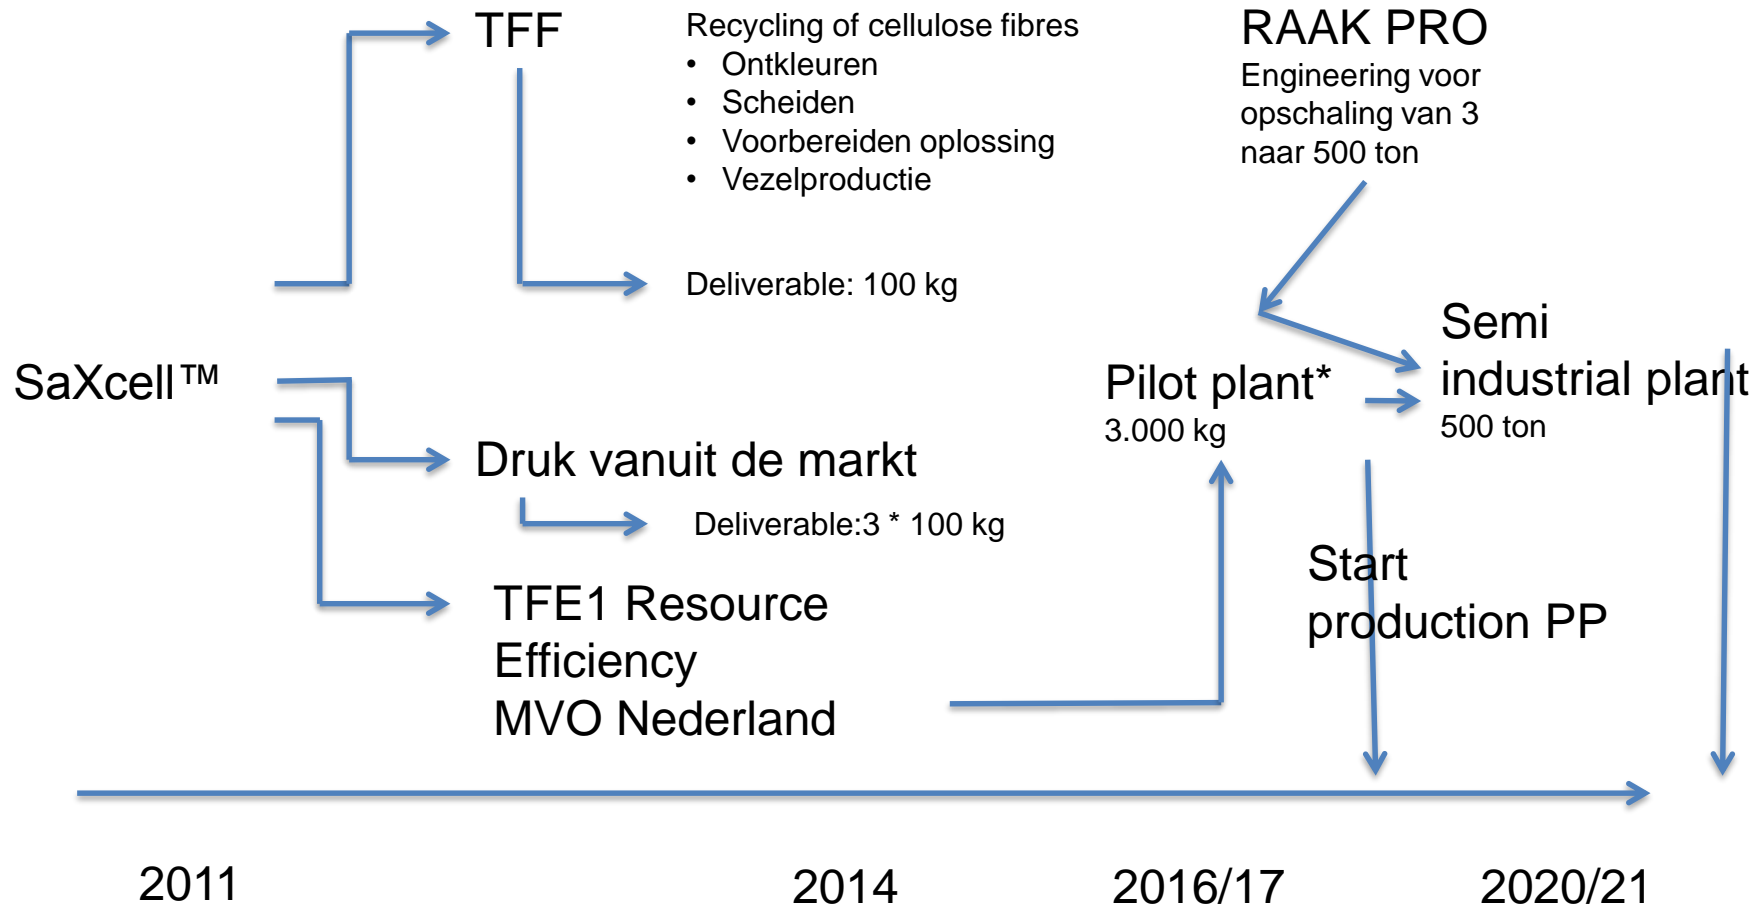 TFF
Recycling of cellulose fibres
• Ontkleuren
• Scheiden
• Voorbereiden oplossing
• Vezelproductie
RAAK PRO
Engineering voor
opschaling van 3
naar 500 ton
Deliverable: 100 kg
SaXcell™
Pilot plant*
3.000 kg
Semi
industrial plant
500 ton
Druk vanuit de markt
Deliverable:3 * 100 kg
Start
production PP
TFE1 Resource
Efficiency
MVO Nederland
2011
2014
2016/17
2020/21